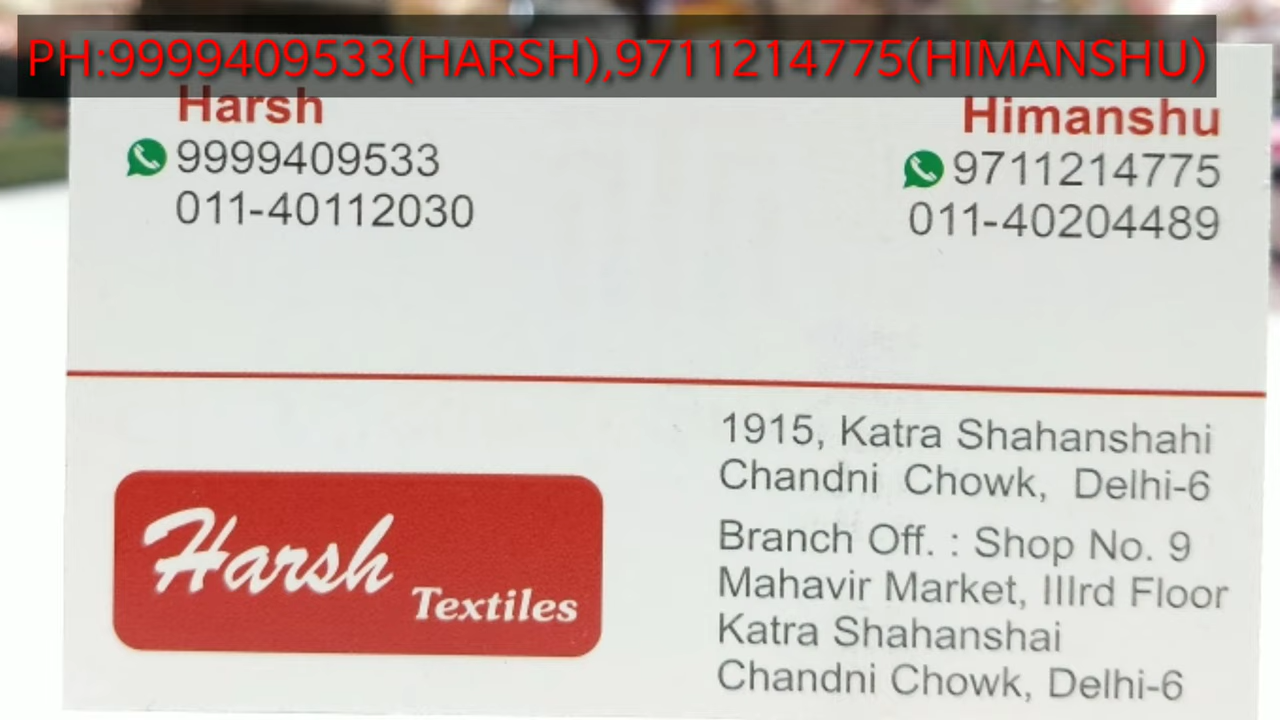 PH:9999409533(HARSH),9711214775(HIMANSHU)
Harsh
9999409533
011-40112030
Himanshu
9711214775
011-40204489
Harsh
Textiles
1915, Katra Shahanshahi
Chandni Chowk, Delhi-6
Branch Off. : Shop No. 9
Mahavir Market, IIIrd Floor
Katra Shahanshai
Chandni Chowk, Delhi-6